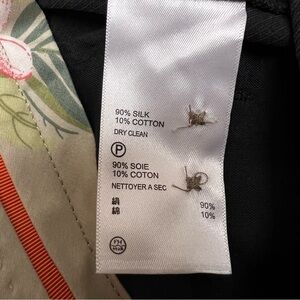 90% SILK
10% COTTON
DRY CLEAN
P
90% SOIE
10% COTON
NETTOYER A SEC
絹 90%
綿 10%